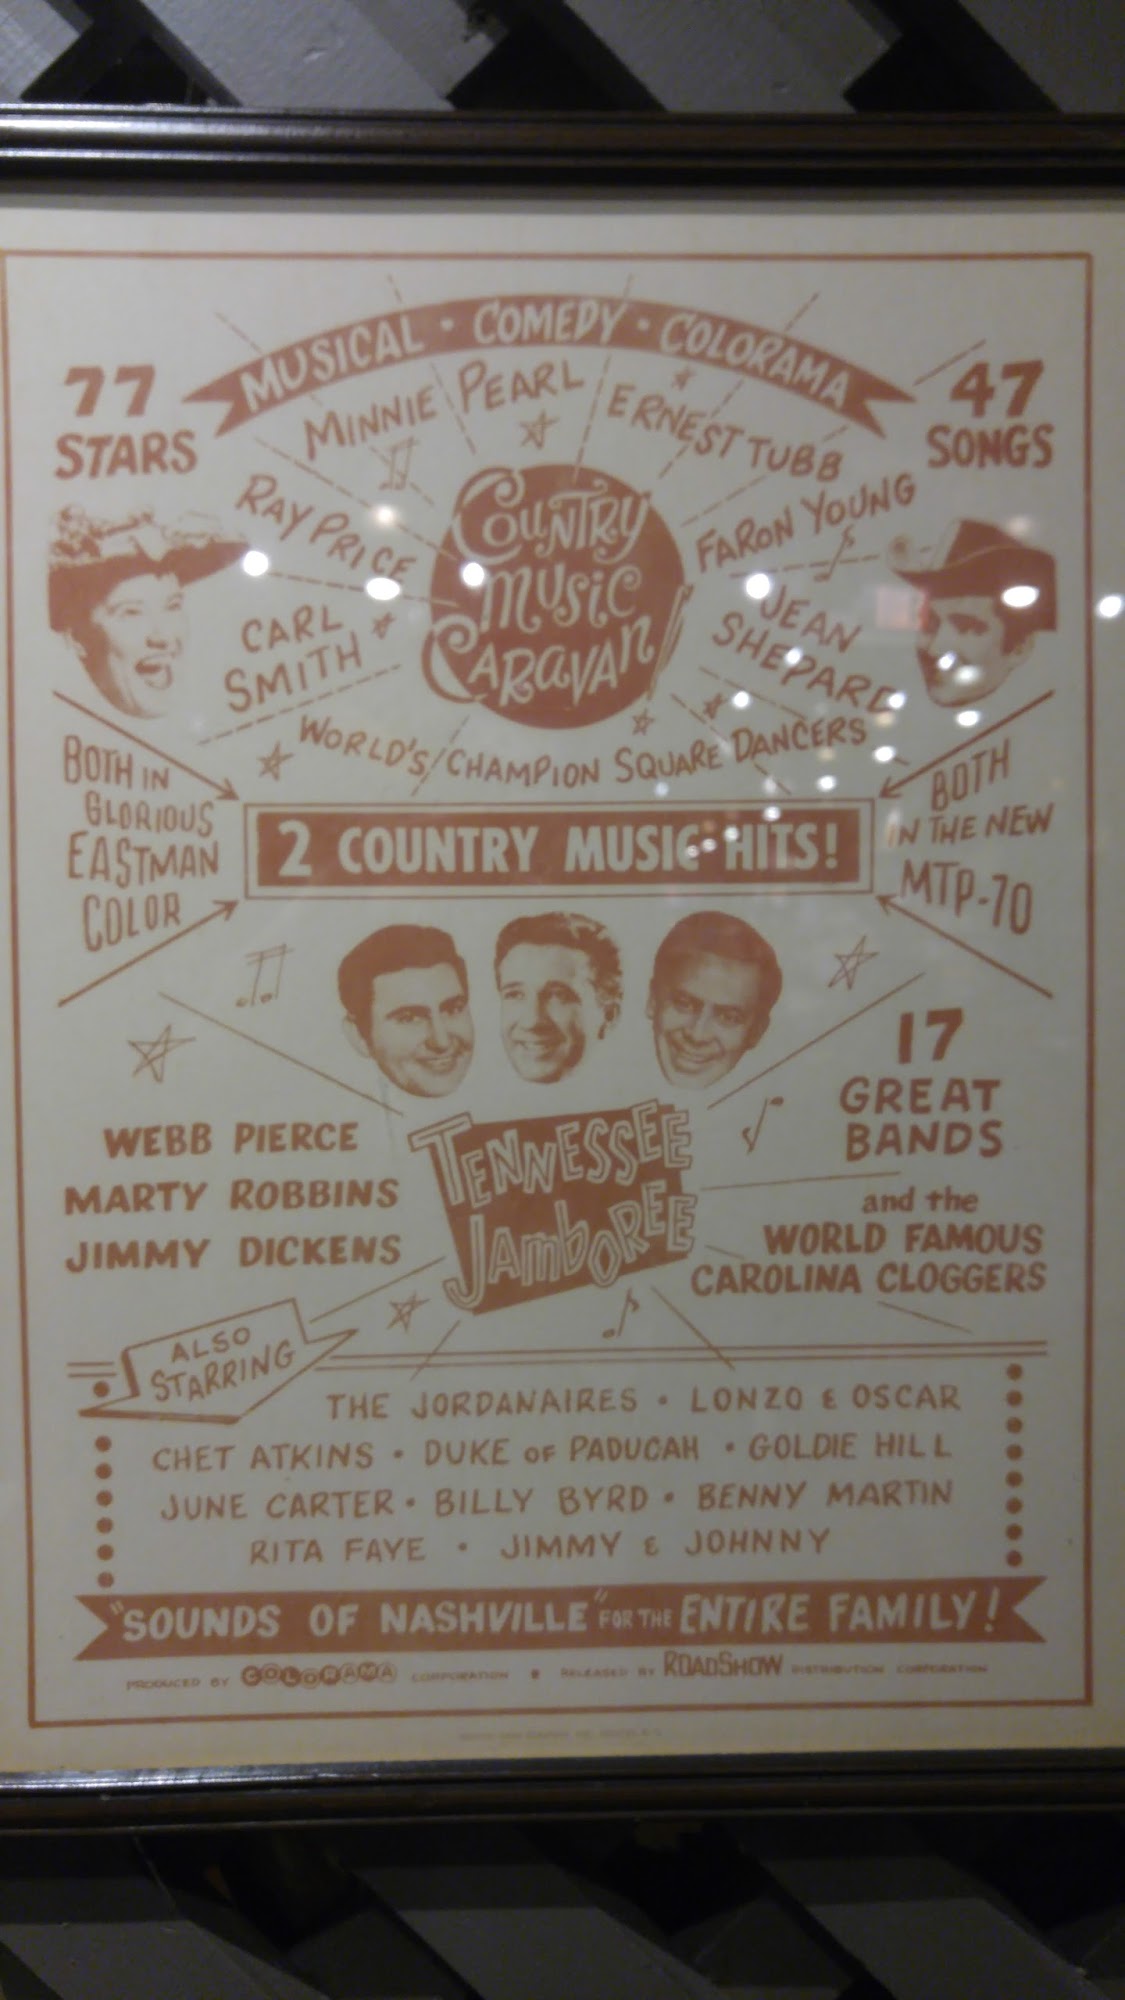 MUSICAL · COMEDY · COLORAMA
77
STARS
47
SONGS
MINNIE PEARL
ERNEST TUBB
RAY PRICE
FARON YOUNG
COUNTRY
MUSIC
CARAVAN
CARL
SMITH
JEAN
SHEPARD
WORLD'S CHAMPION SQUARE DANCERS
BOTH IN
GLORIOUS
EASTMAN
COLOR
2 COUNTRY MUSIC HITS!
BOTH
IN THE NEW
MTP-70
WEBB PIERCE
MARTY ROBBINS
JIMMY DICKENS
TENNESSEE
JAMBOREE
17
GREAT
BANDS
and the
WORLD FAMOUS
CAROLINA CLOGGERS
ALSO
STARRING
THE JORDANAIRES · LONZO & OSCAR
CHET ATKINS · DUKE OF PADUCAH · GOLDIE HILL
JUNE CARTER · BILLY BYRD · BENNY MARTIN
RITA FAYE · JIMMY & JOHNNY
"SOUNDS OF NASHVILLE" FOR THE ENTIRE FAMILY!
PRODUCED BY COLORAMA CORPORATION · RELEASED BY ROADSHOW DISTRIBUTION CORPORATION